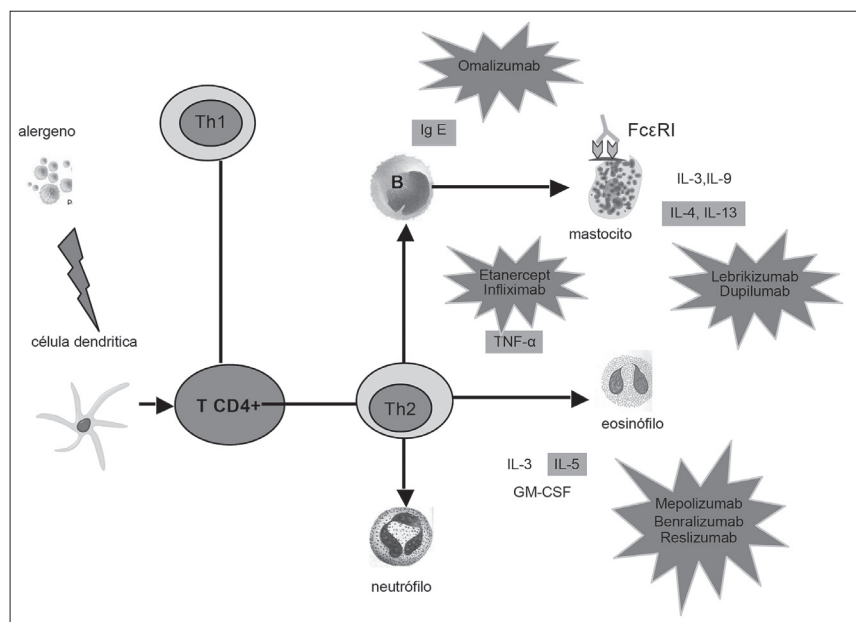 Omalizumab
Th1
alergeno
Ig E
FcεRI
B
IL-3,IL-9
IL-4, IL-13
mastocito
Etanercept
Infliximab
Lebrikizumab
Dupilumab
TNF-α
célula dendritica
T CD4+
Th2
eosinófilo
IL-3
IL-5
GM-CSF
Mepolizumab
Benralizumab
Reslizumab
neutrófilo